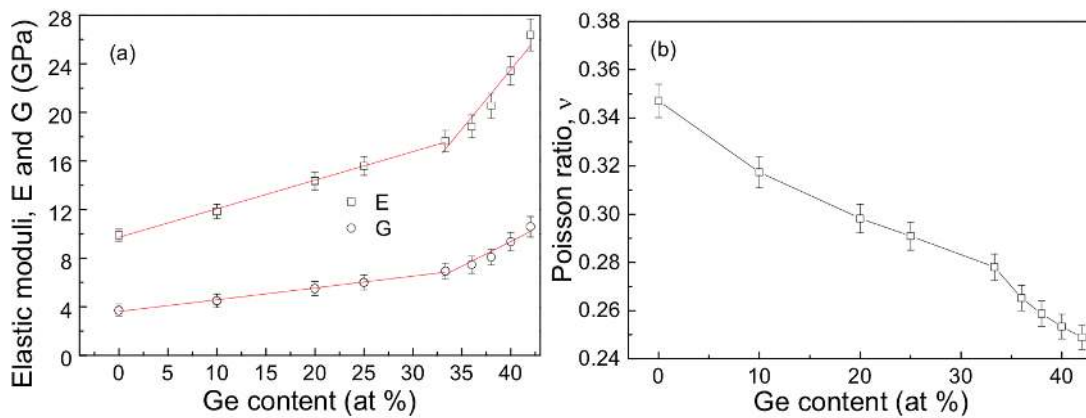 (a)
Elastic moduli, E and G (GPa)
28
24
20
16
12
8
4
0
E
G
0 5 10 15 20 25 30 35 40
Ge content (at %)
(b)
Poisson ratio, ν
0.38
0.36
0.34
0.32
0.30
0.28
0.26
0.24
0 10 20 30 40
Ge content (at %)